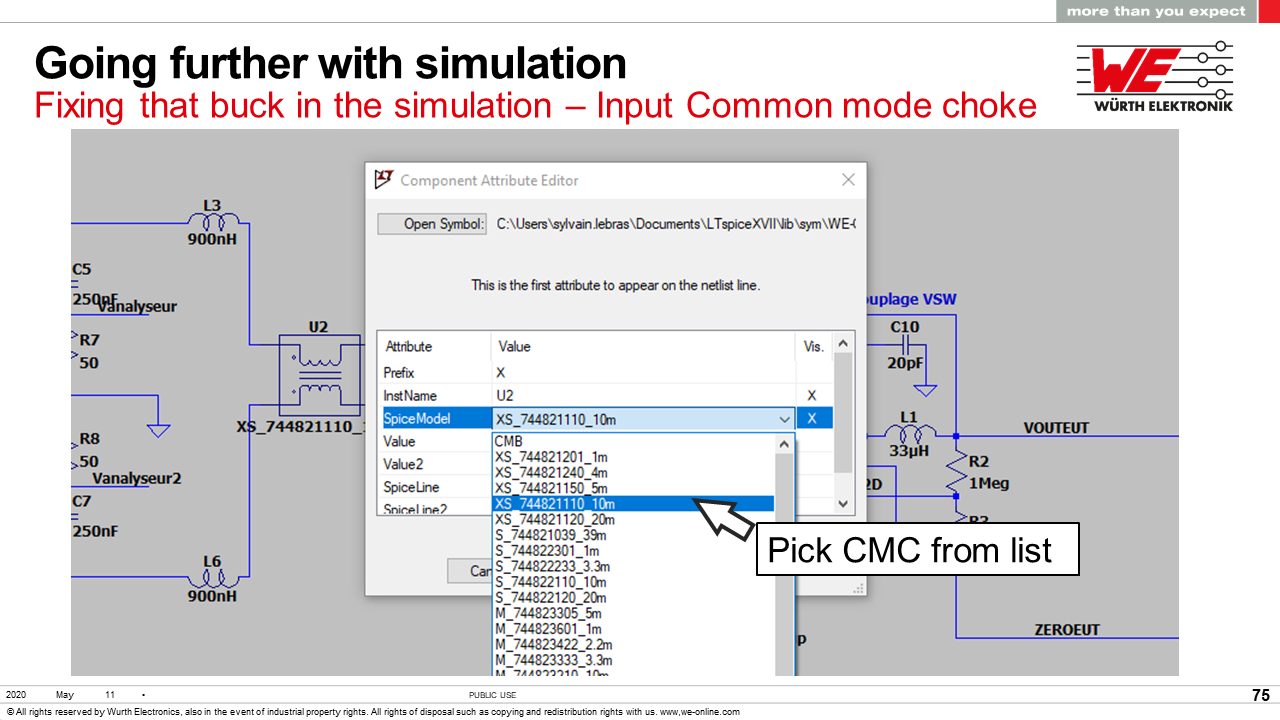 more than you expect
Going further with simulation
Fixing that buck in the simulation – Input Common mode choke
WE
WÜRTH ELEKTRONIK
L3
900nH
C5
250nF
Vanalyseur
R7
50
U2
XS_744821110_1
R8
50
Vanalyseur2
C7
250nF
L6
900nH
Component Attribute Editor
Open Symbol:
C:\Users\sylvain.lebras\Documents\LTspiceXVII\lib\sym\WE-C
This is the first attribute to appear on the netlist line.
Attribute Value Vis.
Prefix X
InstName U2 X
SpiceModel XS_744821110_10m X
Value
Value2
SpiceLine
SpiceLine2
Can
CMB
XS_744821201_1m
XS_744821240_4m
XS_744821150_5m
XS_744821110_10m
XS_744821120_20m
S_744821039_39m
S_744822301_1m
S_744822233_3.3m
S_744822110_10m
S_744822120_20m
M_744823305_5m
M_744823601_1m
M_744823422_2.2m
M_744823333_3.3m
M_744823210_10m
Pick CMC from list
ouplage VSW
C10
20pF
L1
33µH
VOUTEUT
R2
1Meg
2D
R3
ZEROEUT
p
2020 May 11 •
PUBLIC USE
75
© All rights reserved by Wurth Electronics, also in the event of industrial property rights. All rights of disposal such as copying and redistribution rights with us. www,we-online.com